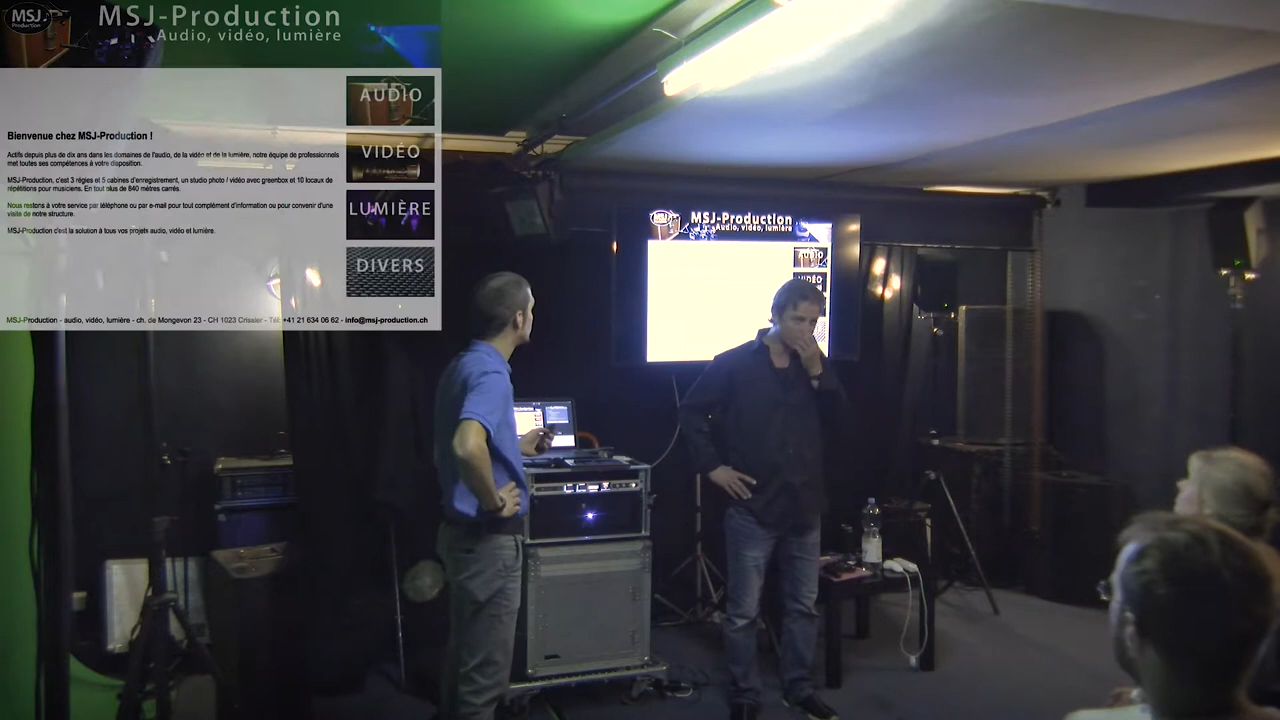 MSJ
Production
MSJ-Production
Audio, vidéo, lumière
AUDIO
Bienvenue chez MSJ-Production !
VIDÉO
Actifs depuis plus de dix ans dans les domaines de l'audio, de la vidéo et de la lumière, notre équipe de professionnels
met toutes ses compétences à votre disposition.
MSJ-Production, c'est 3 régies et 5 cabines d'enregistrement, un studio photo / vidéo avec greenbox et 10 locaux de
répétitions pour musiciens. En tout plus de 840 mètres carrés.
LUMIÈRE
Nous restons à votre service par téléphone ou par e-mail pour tout complément d'information ou pour convenir d'une
visite de notre structure.
MSJ-Production c'est la solution à tous vos projets audio, vidéo et lumière.
DIVERS
MSJ-Production - audio, vidéo, lumière - ch. de Mongevon 23 - CH 1023 Crissier - Tél: +41 21 634 06 62 - info@msj-production.ch
MSJ
MSJ-Production
Audio, vidéo, lumière
AUDIO
VIDÉO